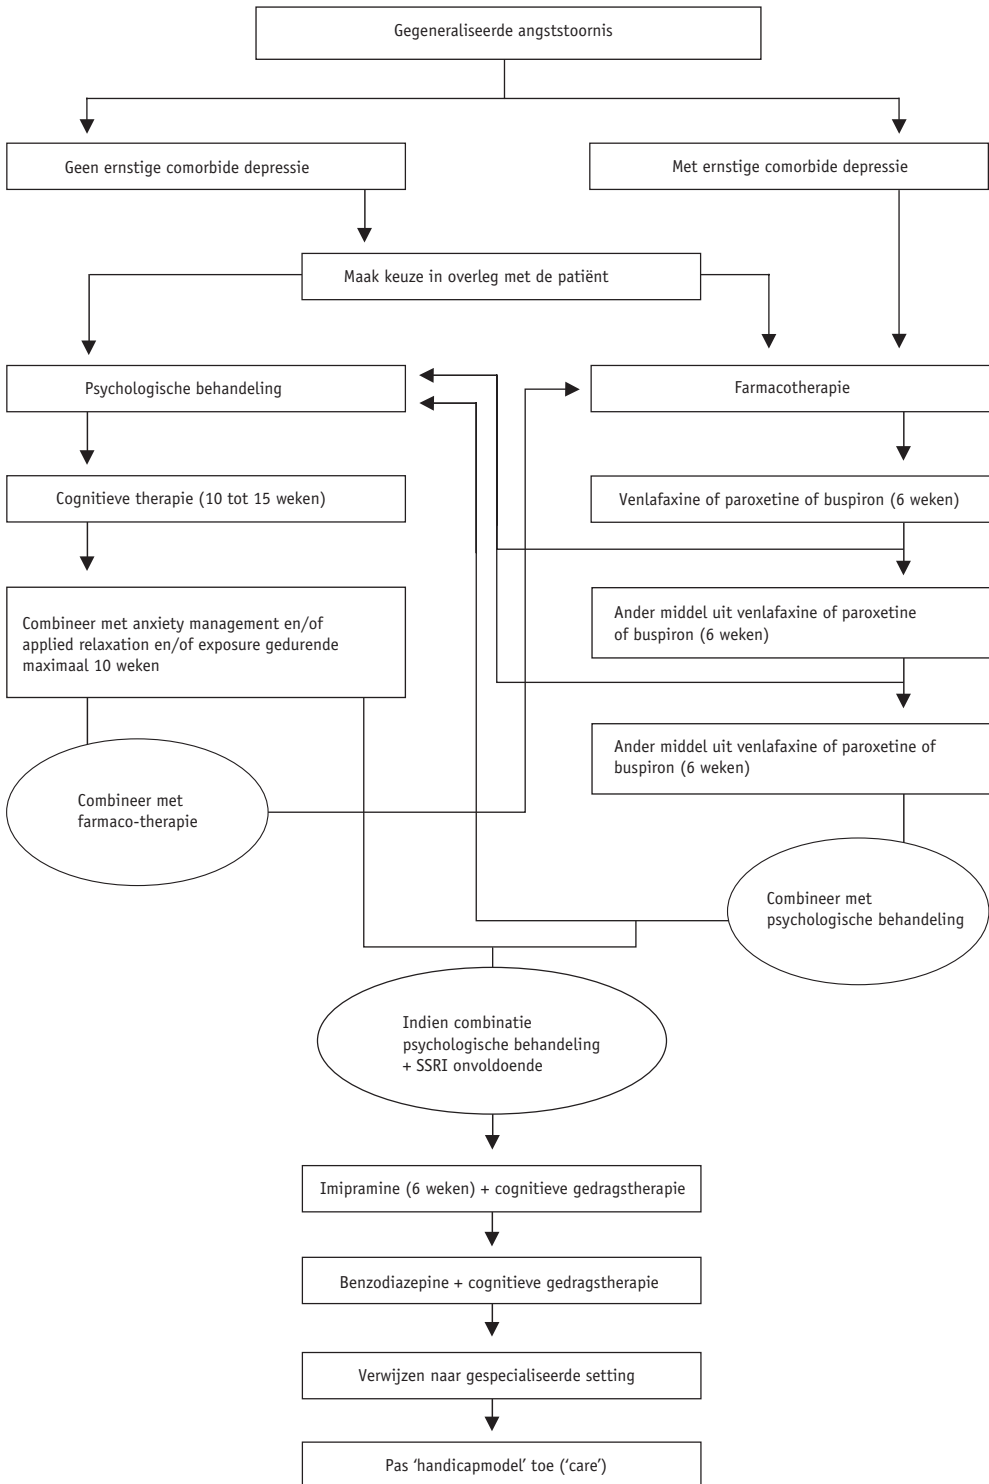 Gegeneraliseerde angststoornis
Geen ernstige comorbide depressie
Met ernstige comorbide depressie
Maak keuze in overleg met de patiënt
Psychologische behandeling
Farmacotherapie
Cognitieve therapie (10 tot 15 weken)
Venlafaxine of paroxetine of buspiron (6 weken)
Combineer met anxiety management en/of
applied relaxation en/of exposure gedurende
maximaal 10 weken
Ander middel uit venlafaxine of paroxetine
of buspiron (6 weken)
Ander middel uit venlafaxine of paroxetine of
buspiron (6 weken)
Combineer met
farmaco-therapie
Combineer met
psychologische behandeling
Indien combinatie
psychologische behandeling
+ SSRI onvoldoende
Imipramine (6 weken) + cognitieve gedragstherapie
Benzodiazepine + cognitieve gedragstherapie
Verwijzen naar gespecialiseerde setting
Pas ‘handicapmodel’ toe (‘care’)